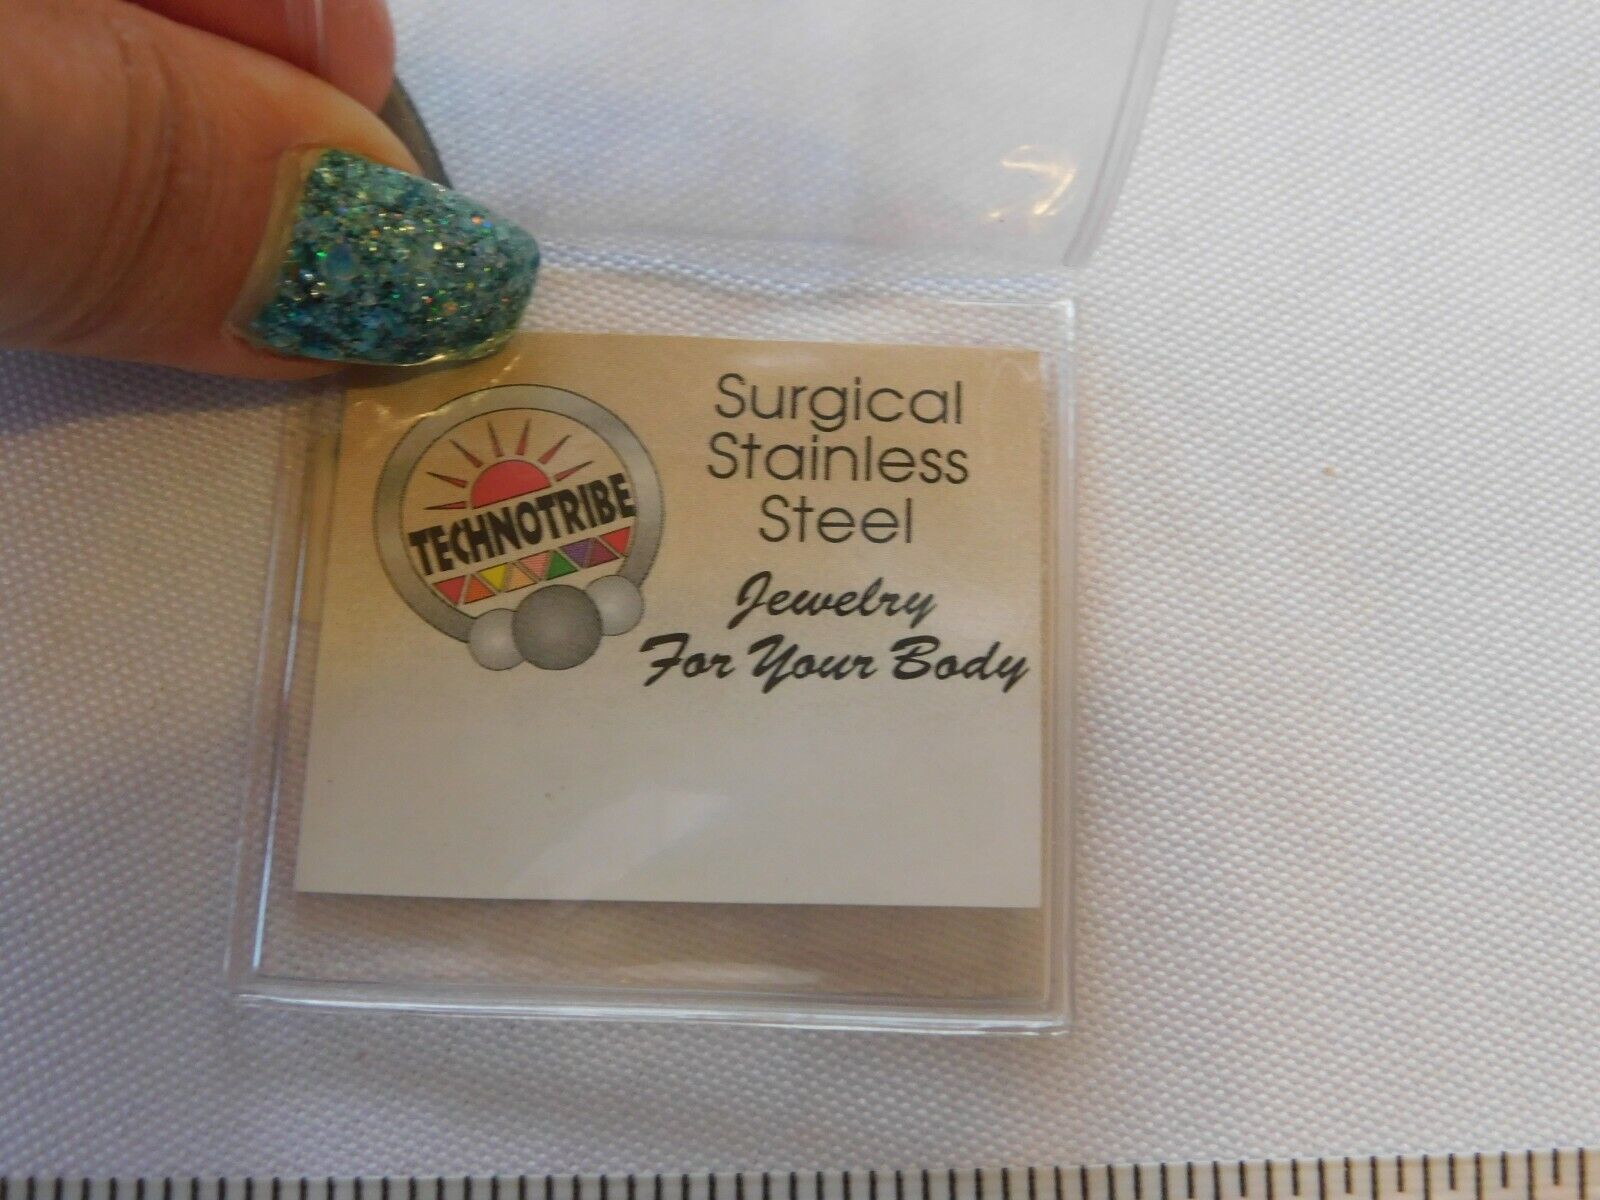 TECHNOTRIBE
Surgical
Stainless
Steel
Jewelry
For Your Body